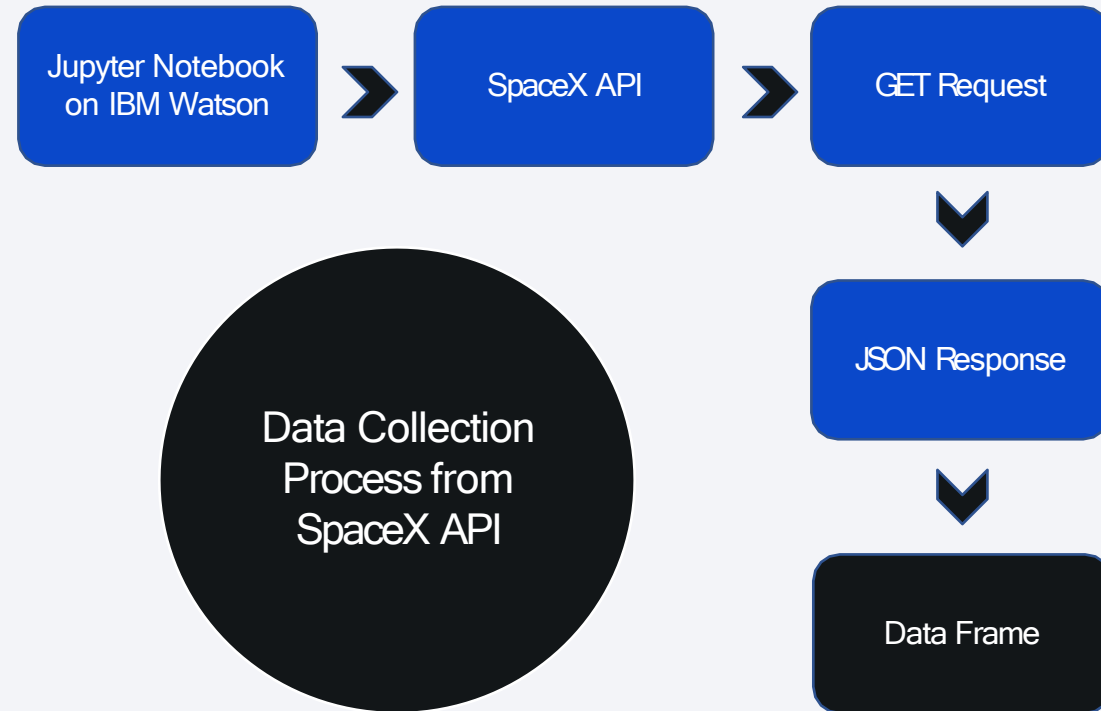 Jupyter Notebook
on IBM Watson
SpaceX API
GET Request
JSON Response
Data Collection
Process from
SpaceX API
Data Frame